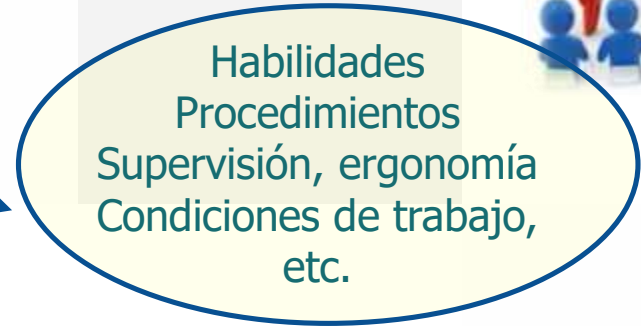 Habilidades
Procedimientos
Supervisión, ergonomía
Condiciones de trabajo,
etc.